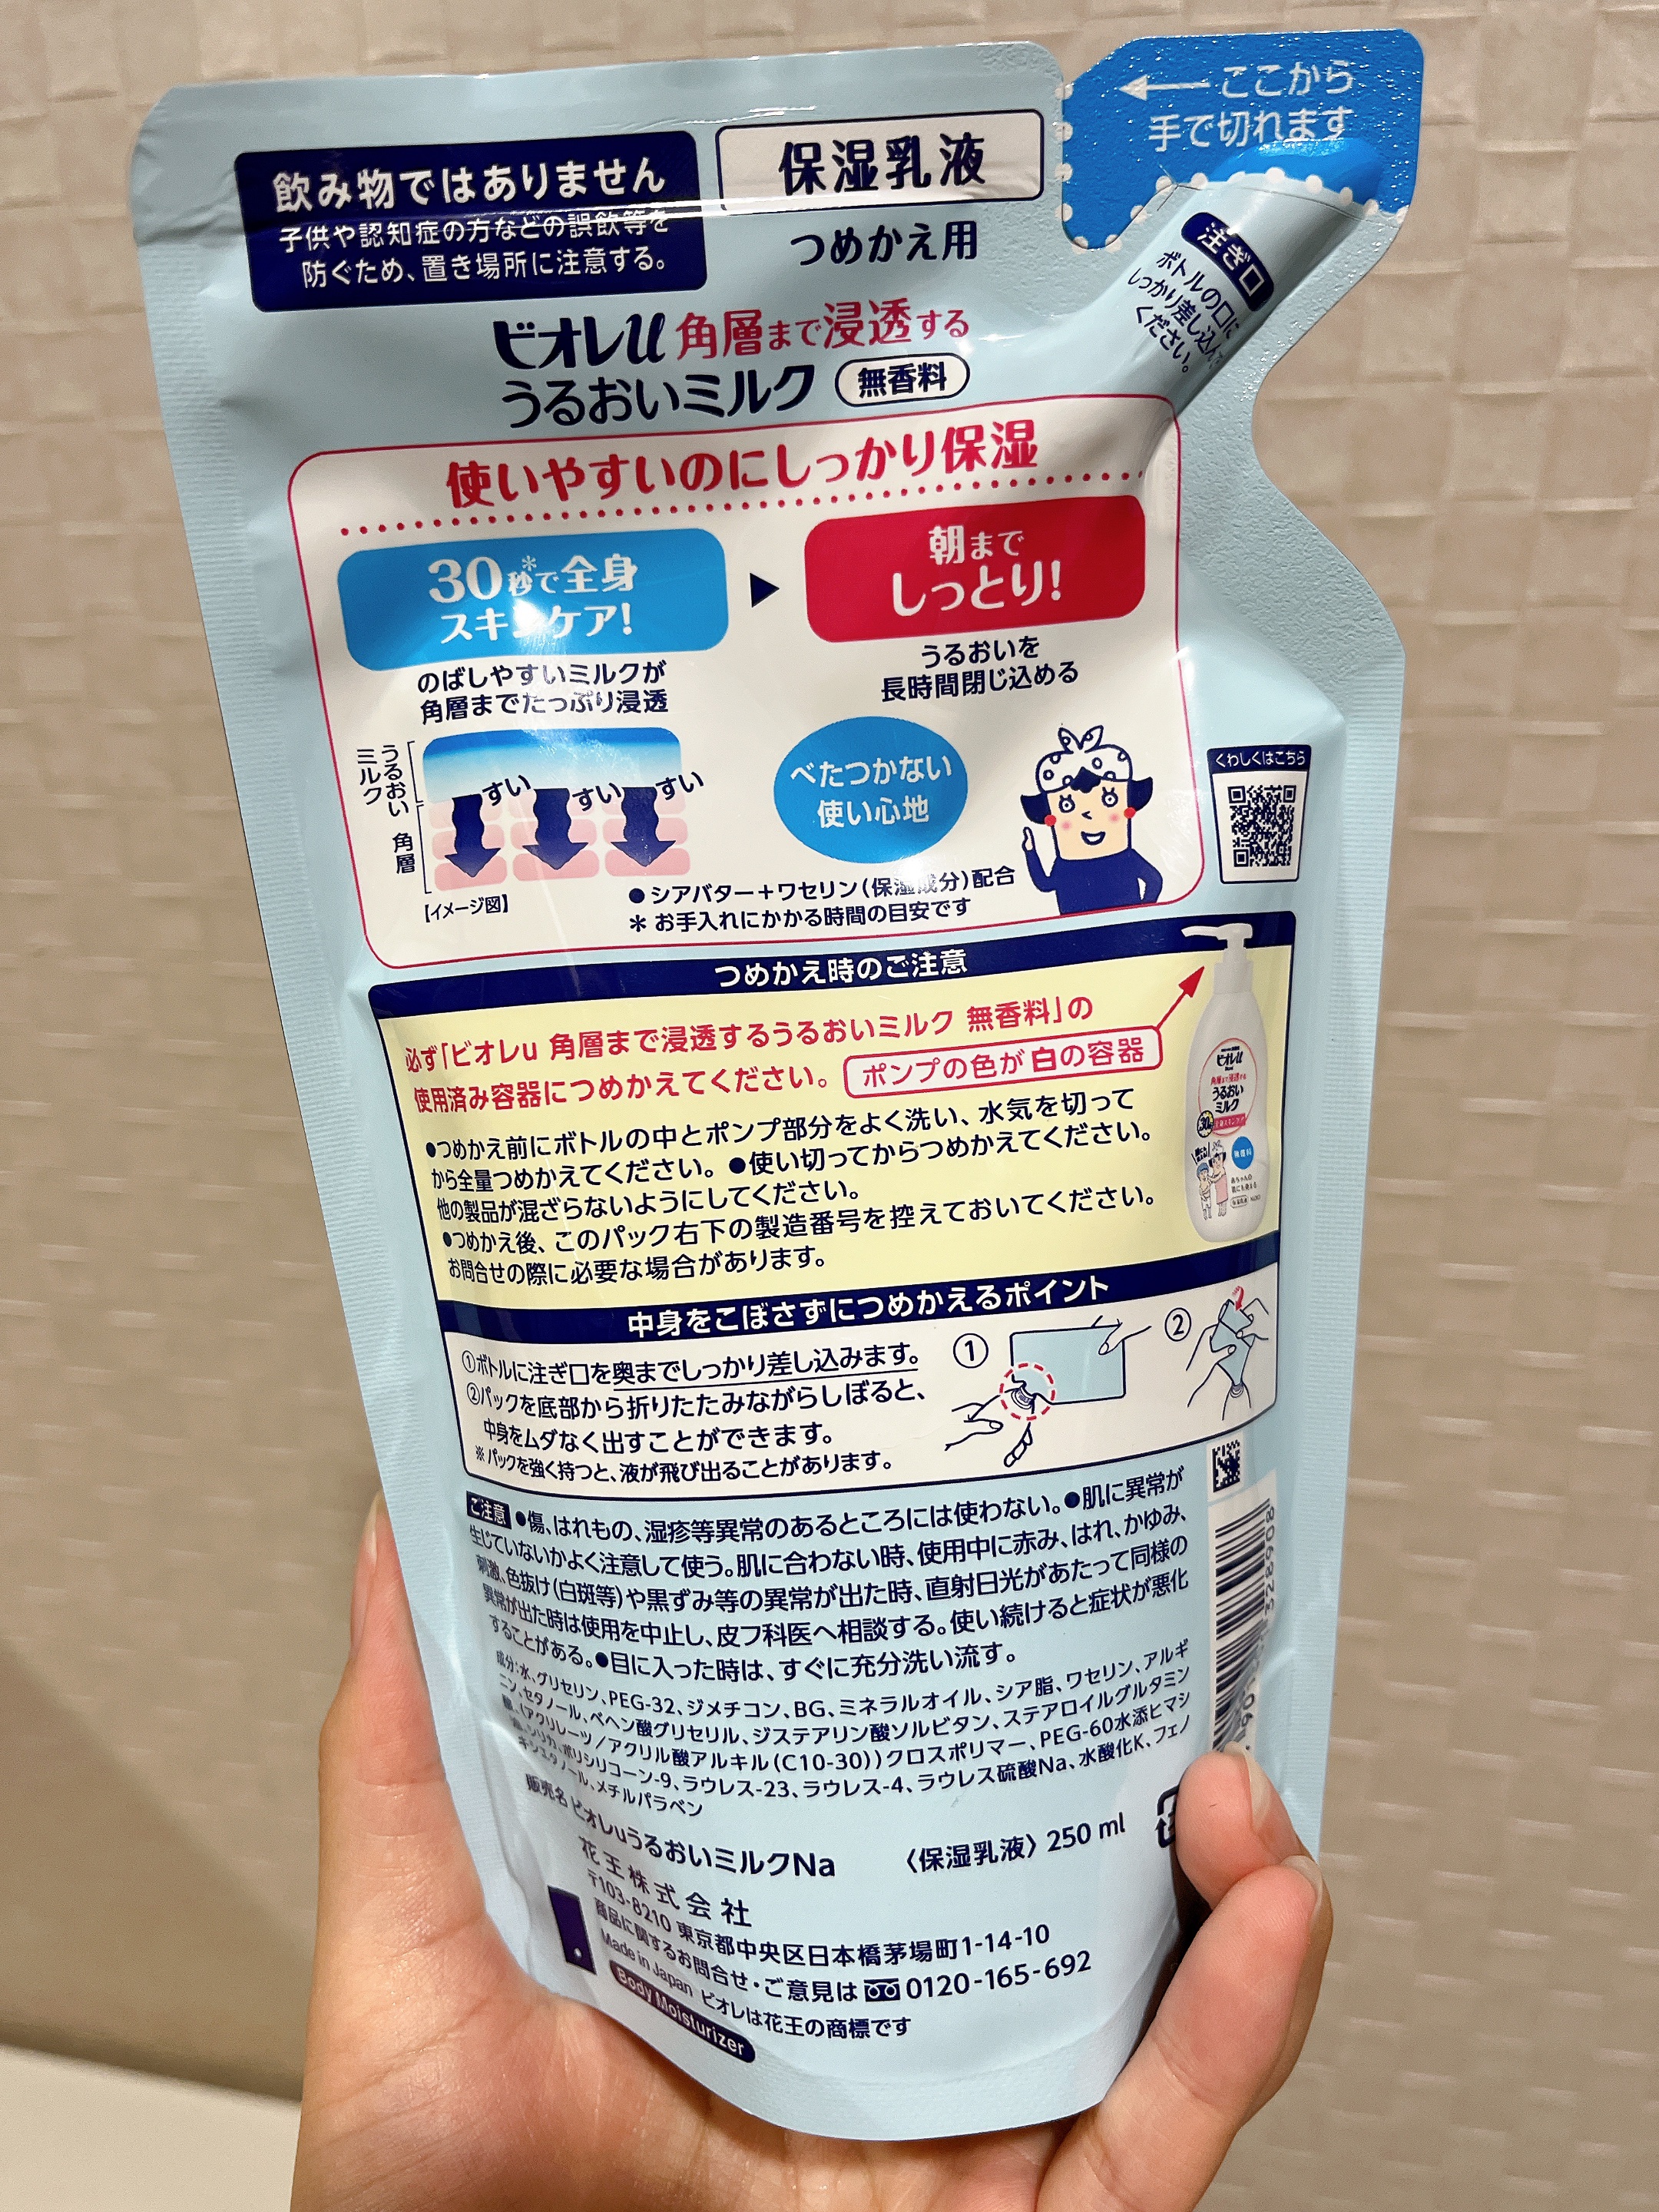 ここから
手で切れます
飲み物ではありません
子供や認知症の方などの誤飲等を
防ぐため、置き場所に注意する。
保湿乳液
つめかえ用
注ぎ口
ボトルの口に
しっかり差し込んで
ください。
ビオレu 角層まで浸透する
うるおいミルク 無香料
使いやすいのにしっかり保湿
30秒*で全身
スキンケア!
朝まで
しっとり!
のばしやすいミルクが
角層までたっぷり浸透
うるおいを
長時間閉じ込める
うるおい
ミルク
角層
すい すい すい
【イメージ図】
べたつかない
使い心地
●シアバター+ワセリン(保湿成分)配合
* お手入れにかかる時間の目安です
くわしくはこちら
つめかえ時のご注意
必ず「ビオレu 角層まで浸透するうるおいミルク 無香料」の
使用済み容器につめかえてください。 ポンプの色が白の容器
●つめかえ前にボトルの中とポンプ部分をよく洗い、水気を切って
から全量つめかえてください。●使い切ってからつめかえてください。
他の製品が混ざらないようにしてください。
●つめかえ後、このパック右下の製造番号を控えておいてください。
お問合せの際に必要な場合があります。
ビオレu
角層まで浸透する
うるおい
ミルク
中身をこぼさずにつめかえるポイント
①ボトルに注ぎ口を奥までしっかり差し込みます。
②パックを底部から折りたたみながらしぼると、
中身をムダなく出すことができます。
※パックを強く持つと、液が飛び出ることがあります。
① ②
ご注意 ●傷、はれもの、湿疹等異常のあるところには使わない。●肌に異常が
生じていないかよく注意して使う。肌に合わない時、使用中に赤み、はれ、かゆみ、
刺激、色抜け(白斑等)や黒ずみ等の異常が出た時、直射日光があたって同様の
異常が出た時は使用を中止し、皮フ科医へ相談する。使い続けると症状が悪化
することがある。●目に入った時は、すぐに充分洗い流す。
成分:水、グリセリン、PEG-32、ジメチコン、BG、ミネラルオイル、シア脂、ワセリン、アルギ
ニン、セタノール、ベヘン酸グリセリル、ジステアリン酸ソルビタン、ステアロイルグルタミン
酸、(アクリレーツ/アクリル酸アルキル(C10-30))クロスポリマー、PEG-60水添ヒマシ
油、シリカ、ポリシリコーン-9、ラウレス-23、ラウレス-4、ラウレス硫酸Na、水酸化K、フェノ
キシエタノール、メチルパラベン
販売名 ビオレuうるおいミルクNa 〈保湿乳液〉 250 ml
花王株式会社
〒103-8210 東京都中央区日本橋茅場町1-14-10
商品に関するお問合せ・ご意見は 0120-165-692
Made in Japan ビオレは花王の商標です
Body Moisturizer